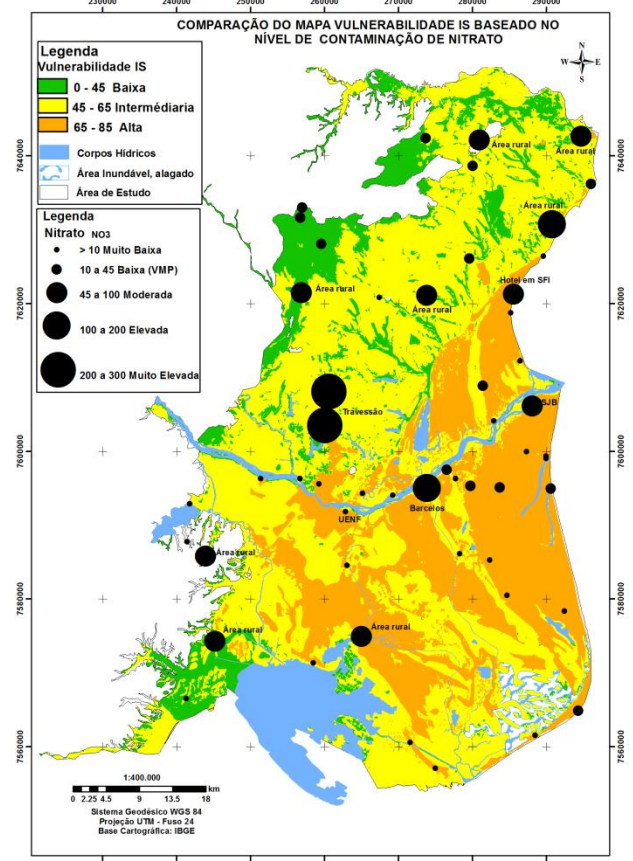 230000 240000 250000 260000 270000 280000 290000
COMPARAÇÃO DO MAPA VULNERABILIDADE IS BASEADO NO
NÍVEL DE CONTAMINAÇÃO DE NITRATO
N
W E
S
Legenda
Vulnerabilidade IS
0 - 45 Baixa
45 - 65 Intermédiaria
65 - 85 Alta
Corpos Hídricos
Área Inundável, alagado
Área de Estudo
Legenda
Nitrato NO3
> 10 Muito Baixa
10 a 45 Baixa (VMP)
45 a 100 Moderada
100 a 200 Elevada
200 a 300 Muito Elevada
7640000
7620000
7600000
7580000
7560000
Área rural
Área rural
Área rural
Hotel em SFI
Área rural
Área rural
Travessão
SJB
Barcelos
UENF
Área rural
Área rural
Área rural
1:400.000
0 2.25 4.5 9 13.5 18 km
Sistema Geodésico WGS 84
Projeção UTM - Fuso 24
Base Cartográfica: IBGE